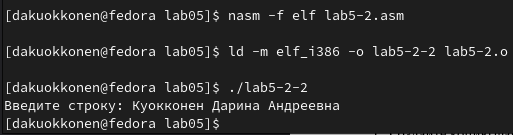 [dakuokkonen@fedora lab05]$ nasm -f elf lab5-2.asm
[dakuokkonen@fedora lab05]$ ld -m elf_i386 -o lab5-2-2 lab5-2.o
[dakuokkonen@fedora lab05]$ ./lab5-2-2
Введите строку: Куокконен Дарина Андреевна
[dakuokkonen@fedora lab05]$